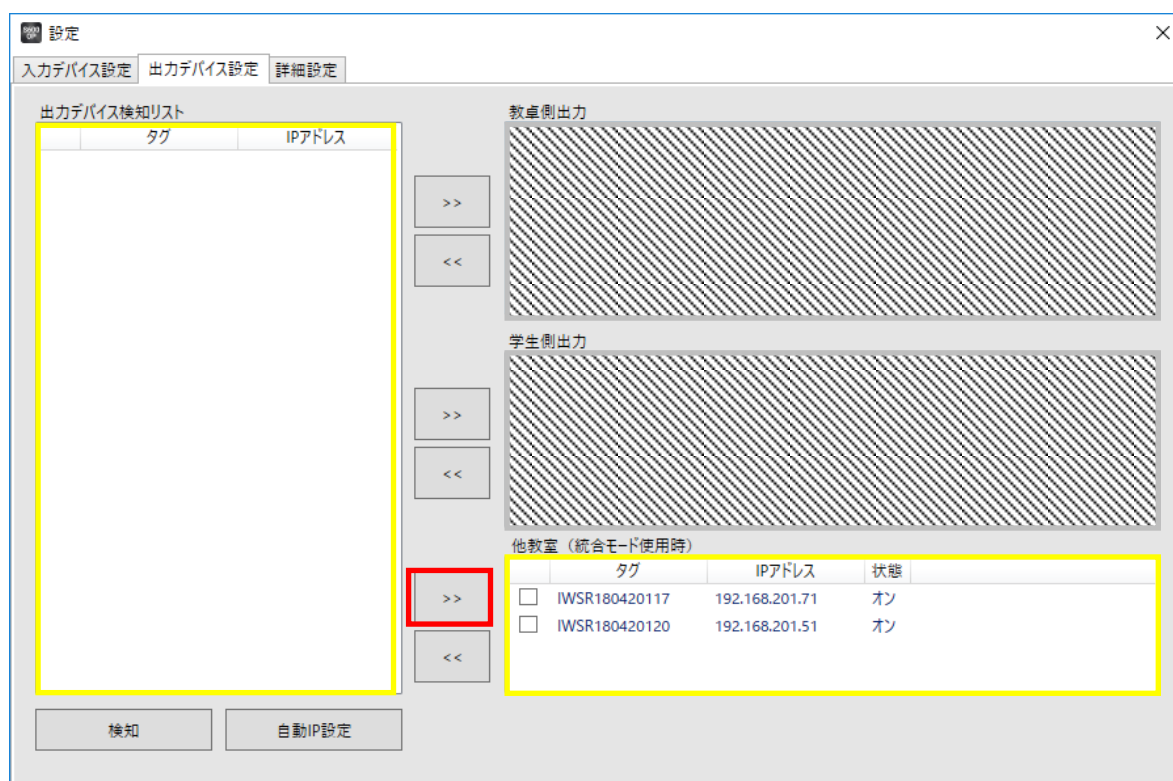 設定
入力デバイス設定 出力デバイス設定 詳細設定
出力デバイス検知リスト
タグ IPアドレス
>>
<<
教卓側出力
学生側出力
>>
<<
他教室（統合モード使用時）
タグ IPアドレス 状態
IWSR180420117 192.168.201.71 オン
IWSR180420120 192.168.201.51 オン
>>
<<
検知 自動IP設定